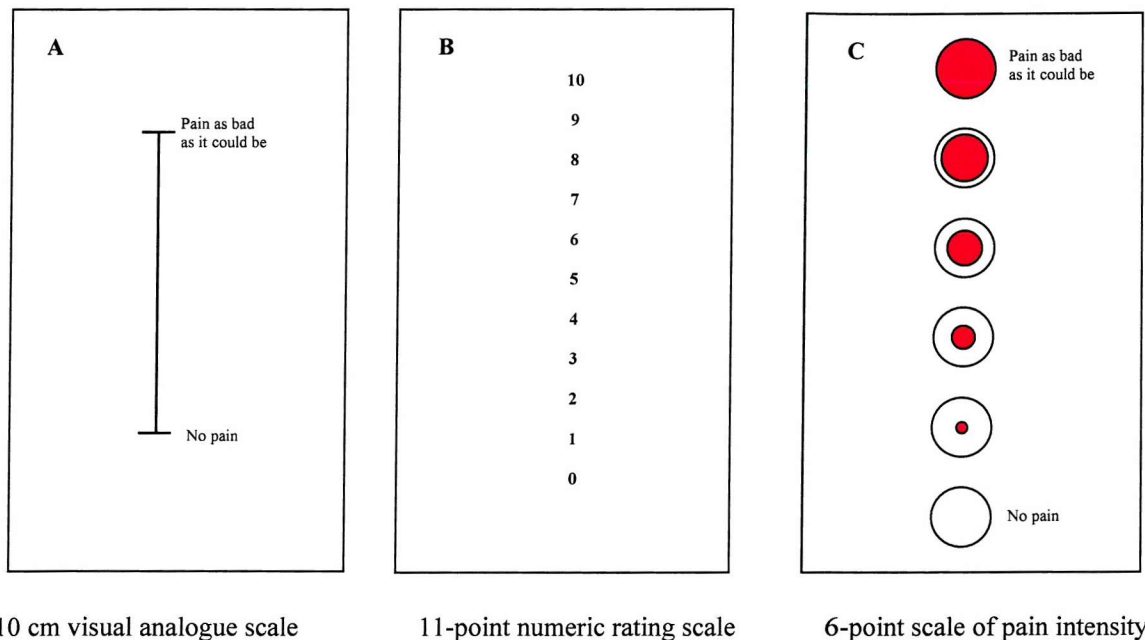 A
Pain as bad
as it could be
No pain
10 cm visual analogue scale
B
10
9
8
7
6
5
4
3
2
1
0
11-point numeric rating scale
C
Pain as bad
as it could be
No pain
6-point scale of pain intensity